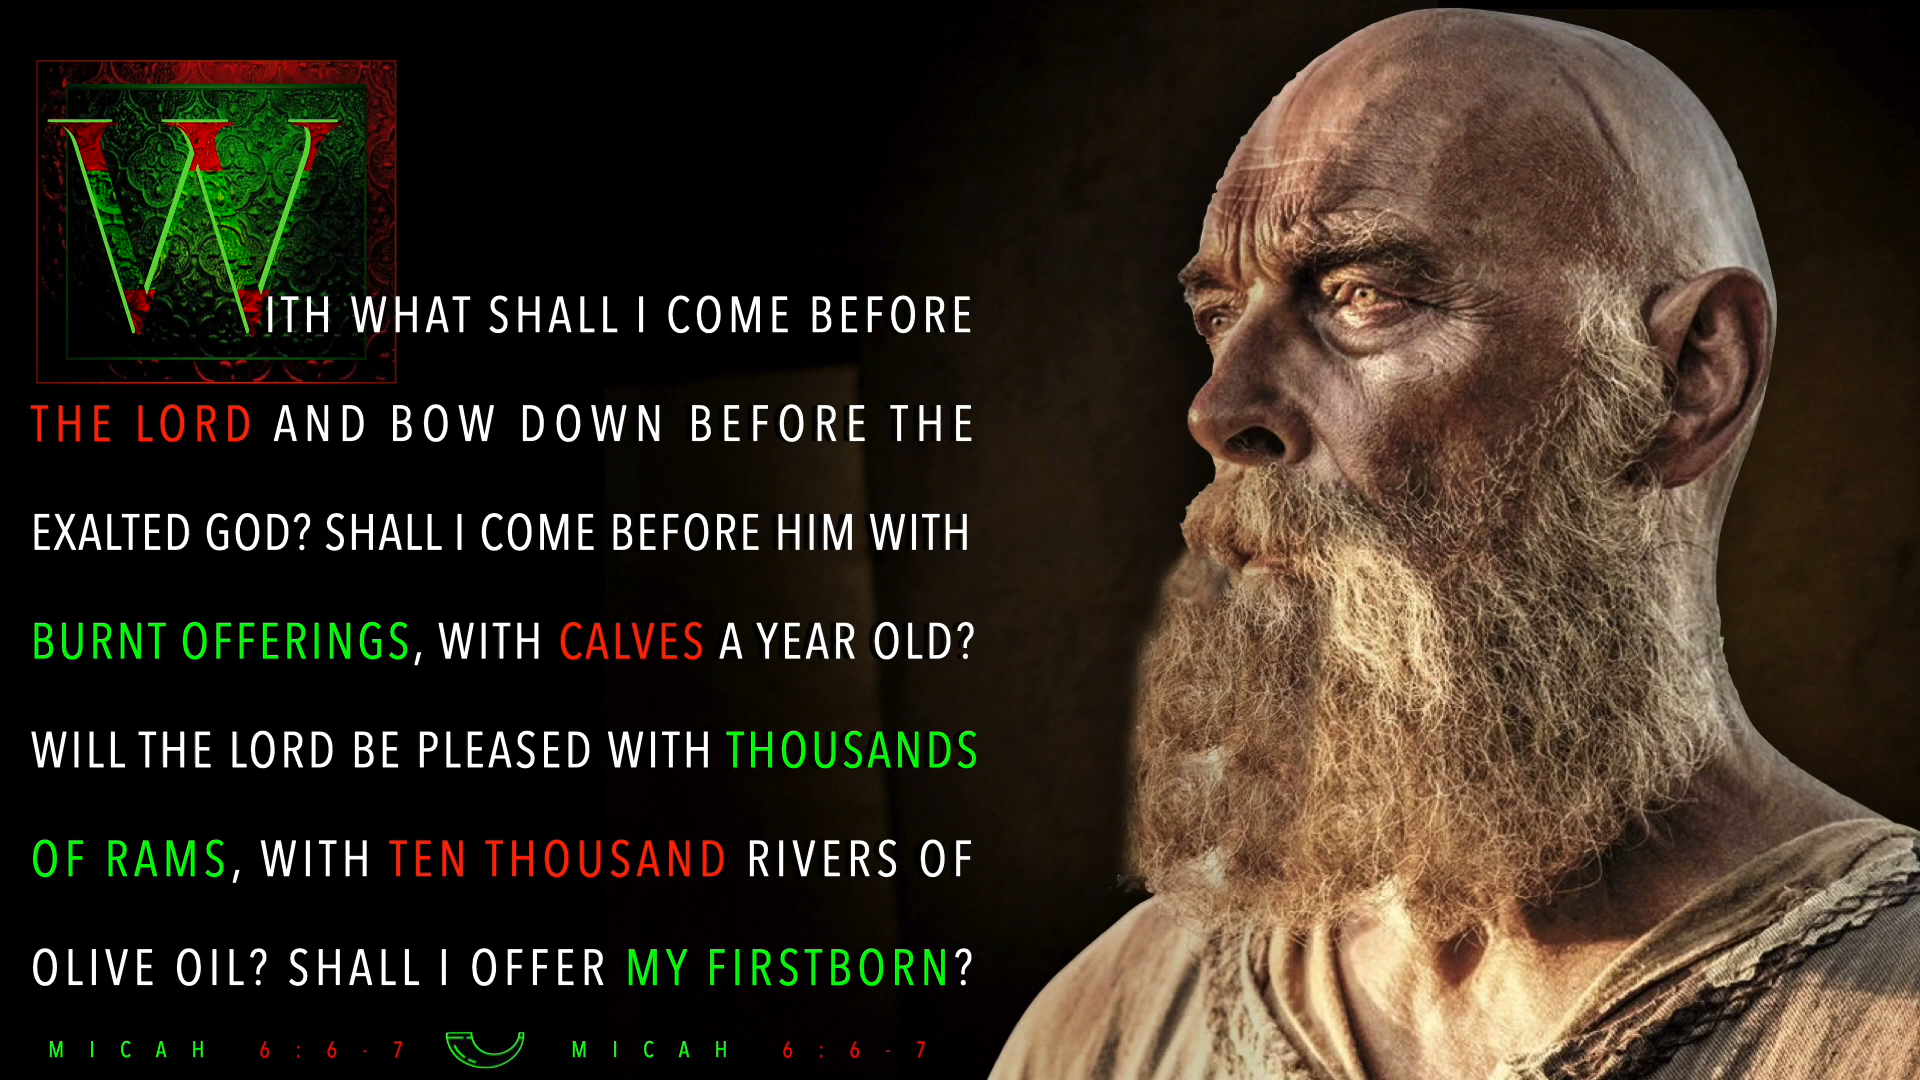 WITH WHAT SHALL I COME BEFORE
THE LORD AND BOW DOWN BEFORE THE
EXALTED GOD? SHALL I COME BEFORE HIM WITH
BURNT OFFERINGS, WITH CALVES A YEAR OLD?
WILL THE LORD BE PLEASED WITH THOUSANDS
OF RAMS, WITH TEN THOUSAND RIVERS OF
OLIVE OIL? SHALL I OFFER MY FIRSTBORN?
MICAH 6:6-7 MICAH 6:6-7